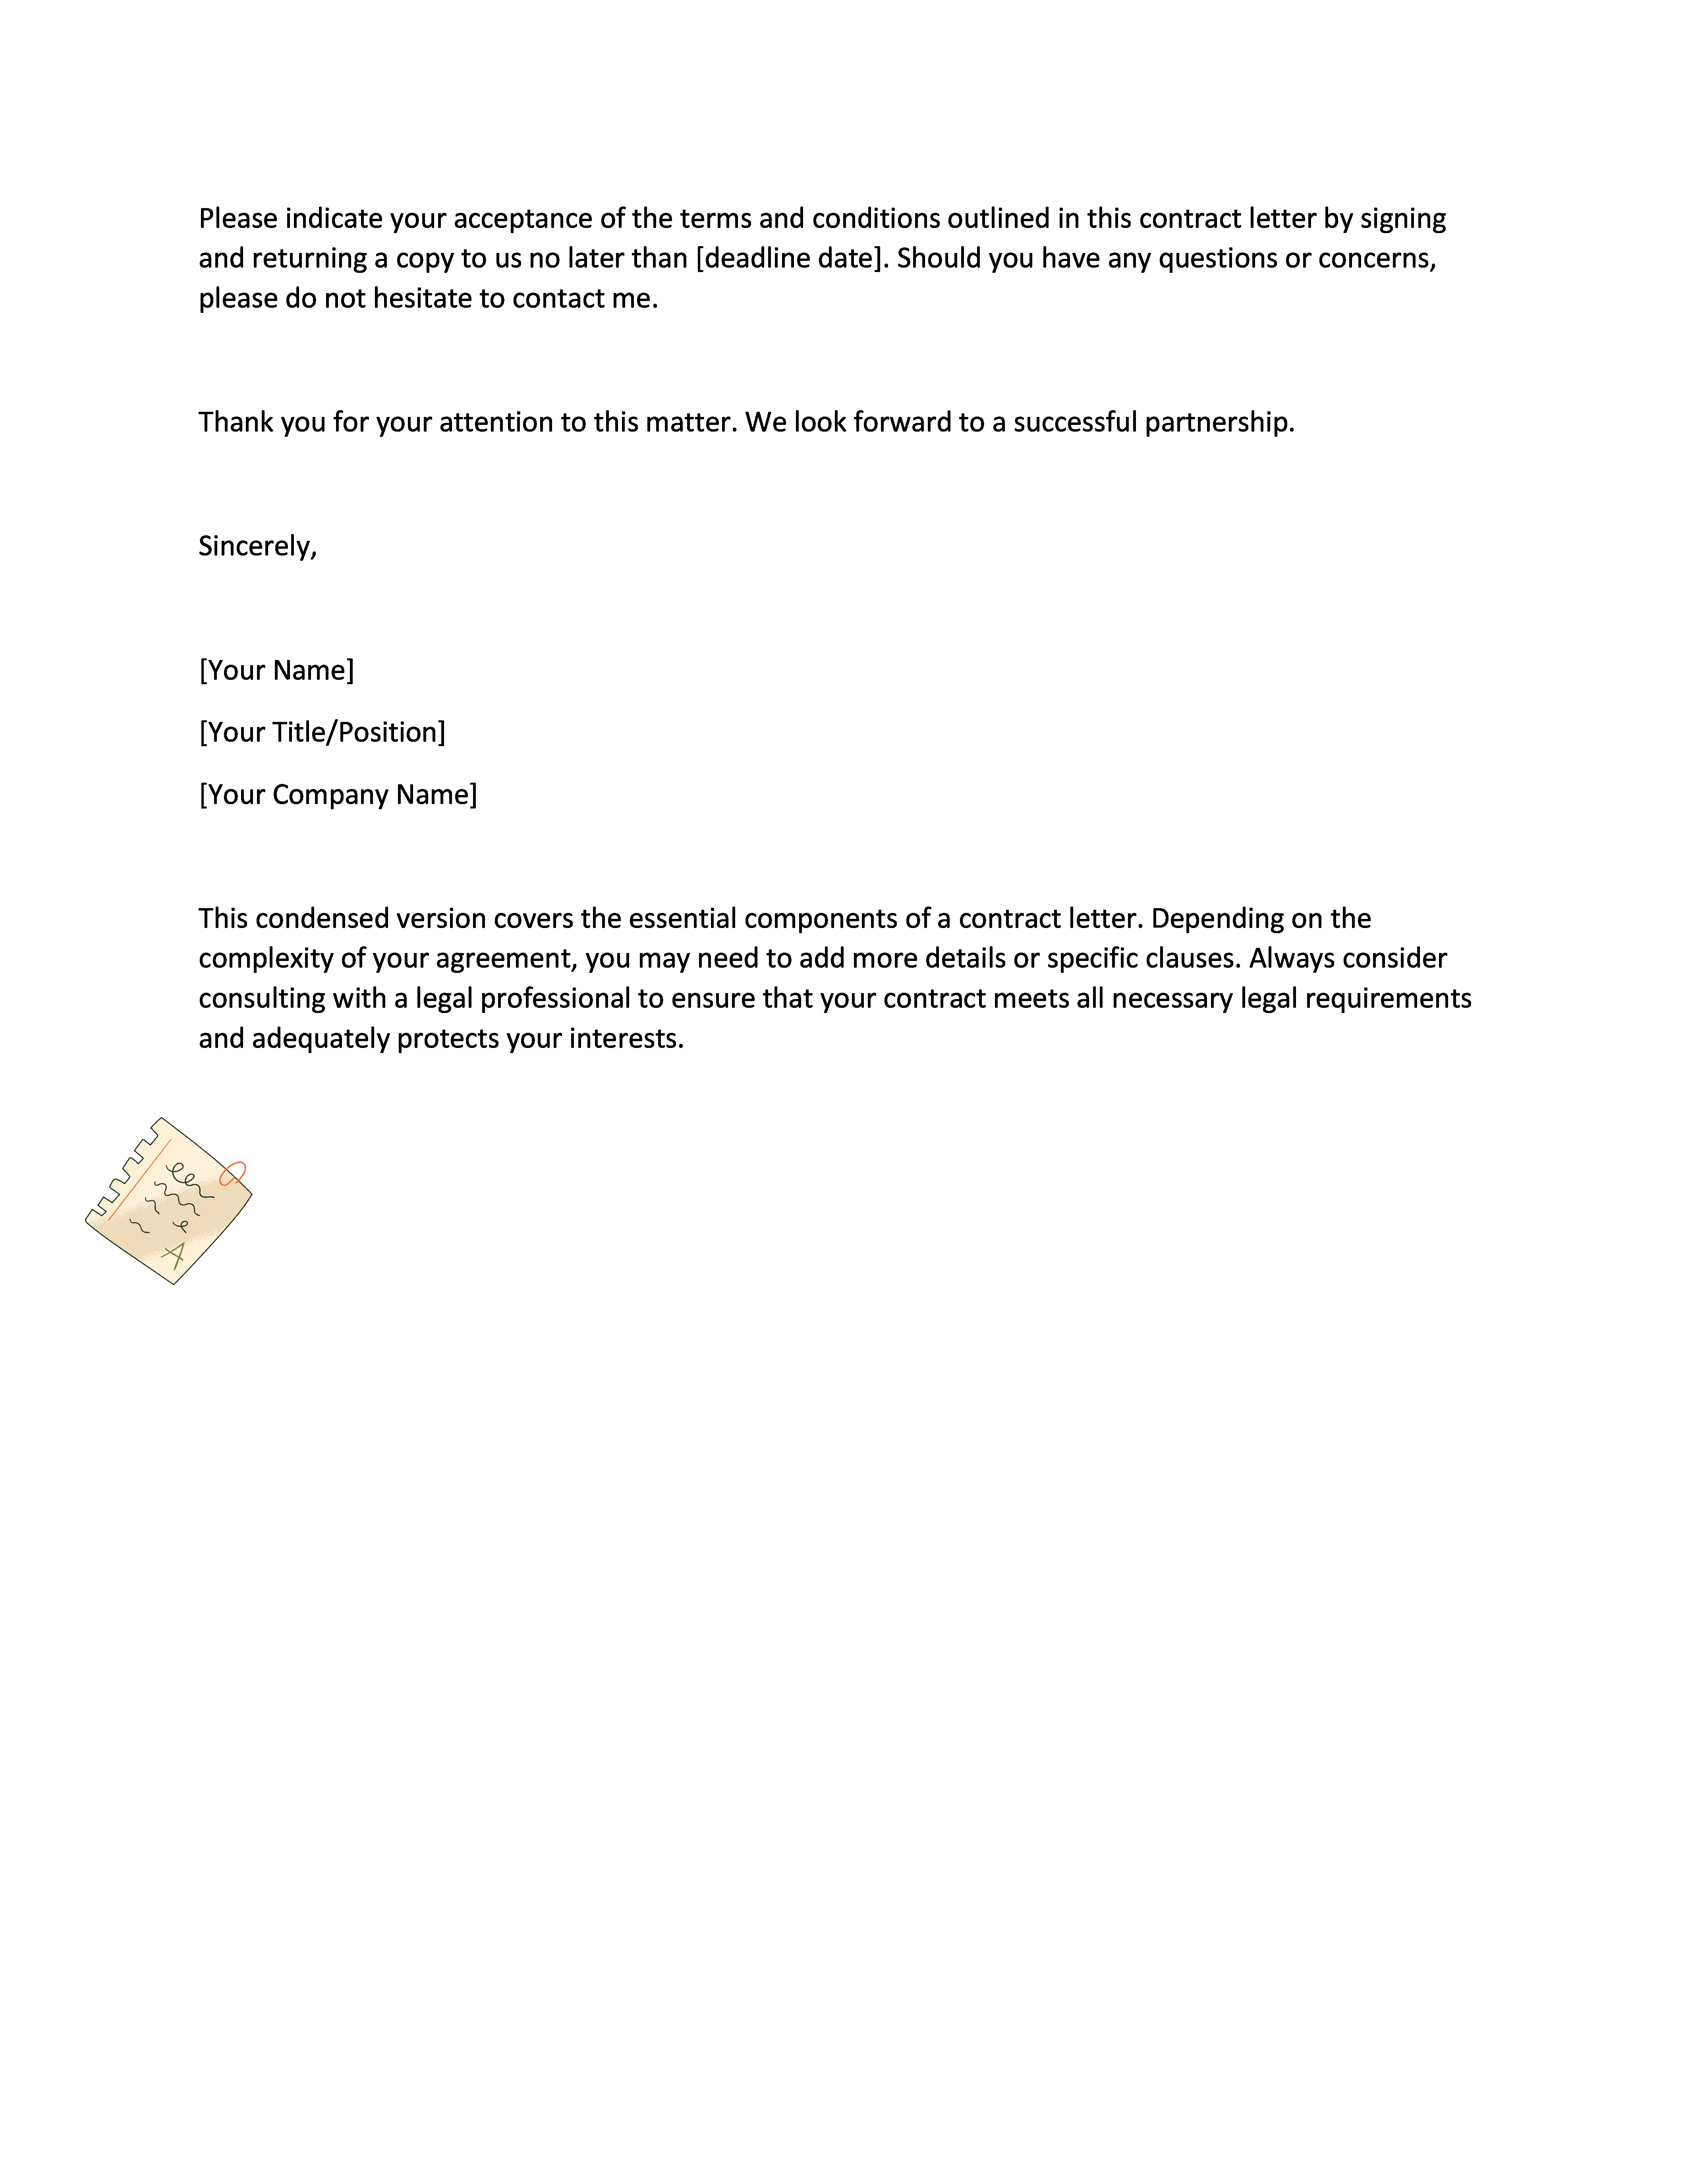 Please indicate your acceptance of the terms and conditions outlined in this contract letter by signing
and returning a copy to us no later than [deadline date]. Should you have any questions or concerns,
please do not hesitate to contact me.
Thank you for your attention to this matter. We look forward to a successful partnership.
Sincerely,
[Your Name]
[Your Title/Position]
[Your Company Name]
This condensed version covers the essential components of a contract letter. Depending on the
complexity of your agreement, you may need to add more details or specific clauses. Always consider
consulting with a legal professional to ensure that your contract meets all necessary legal requirements
and adequately protects your interests.
A